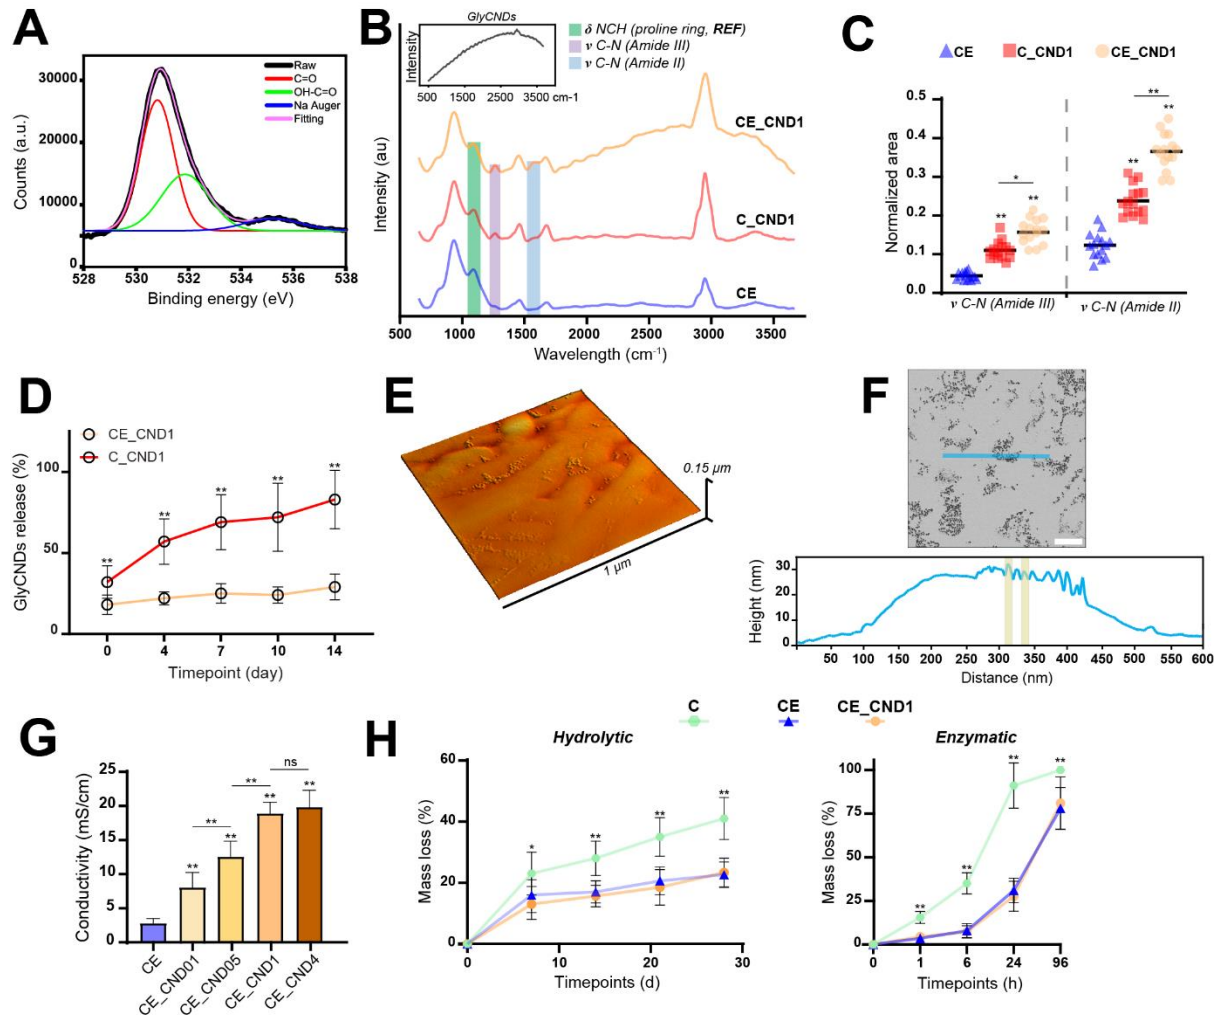 A
Counts (a.u.)
30000
20000
10000
0
528
530
532
534
536
538
Binding energy (eV)
Raw
C=O
OH-C=O
Na Auger
Fitting
B
GlyCNDs
Intensity
500
1500
2500
3500
cm-1
δ NCH (proline ring, REF)
ν C-N (Amide III)
ν C-N (Amide II)
CE_CND1
C_CND1
CE
Intensity (au)
500
1000
1500
2000
2500
3000
3500
Wavelength (cm-1)
C
CE
C_CND1
CE_CND1
Normalized area
0.5
0.4
0.3
0.2
0.1
0.0
**
*
**
**
**
**
ν C-N (Amide III)
ν C-N (Amide II)
D
CE_CND1
C_CND1
GlyCNDs release (%)
100
50
0
**
**
**
**
**
0
4
7
10
14
Timepoint (day)
E
0.15 µm
1 µm
F
Height (nm)
30
20
10
0
50
100
150
200
250
300
350
400
450
500
550
600
Distance (nm)
G
Conductivity (mS/cm)
25
20
15
10
5
0
**
**
**
**
**
ns
**
CE
CE_CND01
CE_CND05
CE_CND1
CE_CND4
H
C
CE
CE_CND1
Hydrolytic
Mass loss (%)
60
40
20
0
*
**
**
**
0
10
20
30
Timepoints (d)
Enzymatic
Mass loss (%)
100
75
50
25
0
**
**
**
**
0
1
6
24
96
Timepoints (h)